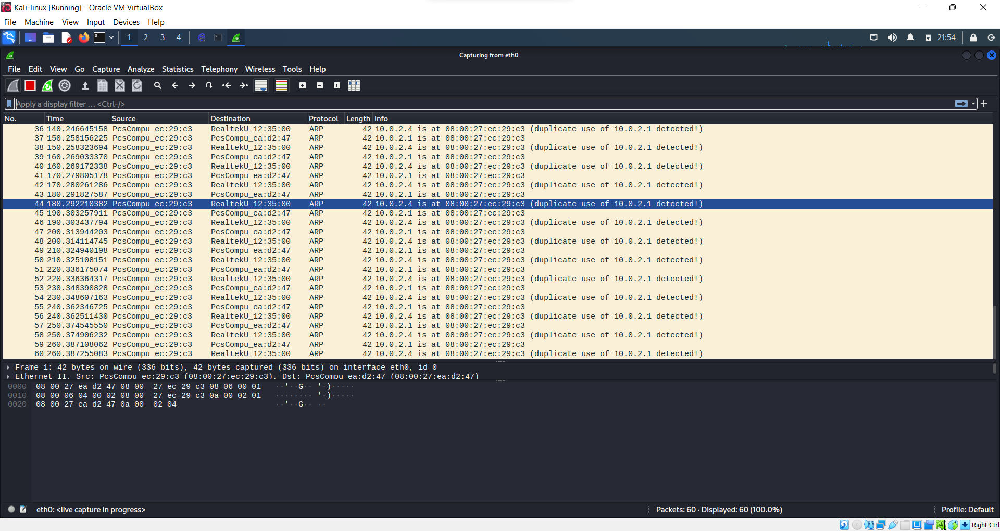 Kali-linux [Running] - Oracle VM VirtualBox
File Machine View Input Devices Help
1 2 3 4 21:54
Capturing from eth0
File Edit View Go Capture Analyze Statistics Telephony Wireless Tools Help
Apply a display filter … <Ctrl-/>
No. Time Source Destination Protocol Length Info
36 140.246645158 PcsCompu_ec:29:c3 RealtekU_12:35:00 ARP 42 10.0.2.4 is at 08:00:27:ec:29:c3 (duplicate use of 10.0.2.1 detected!)
37 150.258156225 PcsCompu_ec:29:c3 PcsCompu_ea:d2:47 ARP 42 10.0.2.1 is at 08:00:27:ec:29:c3
38 150.258323694 PcsCompu_ec:29:c3 RealtekU_12:35:00 ARP 42 10.0.2.4 is at 08:00:27:ec:29:c3 (duplicate use of 10.0.2.1 detected!)
39 160.269033370 PcsCompu_ec:29:c3 PcsCompu_ea:d2:47 ARP 42 10.0.2.1 is at 08:00:27:ec:29:c3
40 160.269172338 PcsCompu_ec:29:c3 RealtekU_12:35:00 ARP 42 10.0.2.4 is at 08:00:27:ec:29:c3 (duplicate use of 10.0.2.1 detected!)
41 170.279805178 PcsCompu_ec:29:c3 PcsCompu_ea:d2:47 ARP 42 10.0.2.1 is at 08:00:27:ec:29:c3
42 170.280261286 PcsCompu_ec:29:c3 RealtekU_12:35:00 ARP 42 10.0.2.4 is at 08:00:27:ec:29:c3 (duplicate use of 10.0.2.1 detected!)
43 180.291827587 PcsCompu_ec:29:c3 PcsCompu_ea:d2:47 ARP 42 10.0.2.1 is at 08:00:27:ec:29:c3
44 180.292210382 PcsCompu_ec:29:c3 RealtekU_12:35:00 ARP 42 10.0.2.4 is at 08:00:27:ec:29:c3 (duplicate use of 10.0.2.1 detected!)
45 190.303257911 PcsCompu_ec:29:c3 PcsCompu_ea:d2:47 ARP 42 10.0.2.1 is at 08:00:27:ec:29:c3
46 190.303437794 PcsCompu_ec:29:c3 RealtekU_12:35:00 ARP 42 10.0.2.4 is at 08:00:27:ec:29:c3 (duplicate use of 10.0.2.1 detected!)
47 200.313944203 PcsCompu_ec:29:c3 PcsCompu_ea:d2:47 ARP 42 10.0.2.1 is at 08:00:27:ec:29:c3
48 200.314114745 PcsCompu_ec:29:c3 RealtekU_12:35:00 ARP 42 10.0.2.4 is at 08:00:27:ec:29:c3 (duplicate use of 10.0.2.1 detected!)
49 210.324940198 PcsCompu_ec:29:c3 PcsCompu_ea:d2:47 ARP 42 10.0.2.1 is at 08:00:27:ec:29:c3
50 210.325108151 PcsCompu_ec:29:c3 RealtekU_12:35:00 ARP 42 10.0.2.4 is at 08:00:27:ec:29:c3 (duplicate use of 10.0.2.1 detected!)
51 220.336175074 PcsCompu_ec:29:c3 PcsCompu_ea:d2:47 ARP 42 10.0.2.1 is at 08:00:27:ec:29:c3
52 220.336364317 PcsCompu_ec:29:c3 RealtekU_12:35:00 ARP 42 10.0.2.4 is at 08:00:27:ec:29:c3 (duplicate use of 10.0.2.1 detected!)
53 230.348390828 PcsCompu_ec:29:c3 PcsCompu_ea:d2:47 ARP 42 10.0.2.1 is at 08:00:27:ec:29:c3
54 230.348607163 PcsCompu_ec:29:c3 RealtekU_12:35:00 ARP 42 10.0.2.4 is at 08:00:27:ec:29:c3 (duplicate use of 10.0.2.1 detected!)
55 240.362346725 PcsCompu_ec:29:c3 PcsCompu_ea:d2:47 ARP 42 10.0.2.1 is at 08:00:27:ec:29:c3
56 240.362511430 PcsCompu_ec:29:c3 RealtekU_12:35:00 ARP 42 10.0.2.4 is at 08:00:27:ec:29:c3 (duplicate use of 10.0.2.1 detected!)
57 250.374545550 PcsCompu_ec:29:c3 PcsCompu_ea:d2:47 ARP 42 10.0.2.1 is at 08:00:27:ec:29:c3
58 250.374906232 PcsCompu_ec:29:c3 RealtekU_12:35:00 ARP 42 10.0.2.4 is at 08:00:27:ec:29:c3 (duplicate use of 10.0.2.1 detected!)
59 260.387108062 PcsCompu_ec:29:c3 PcsCompu_ea:d2:47 ARP 42 10.0.2.1 is at 08:00:27:ec:29:c3
60 260.387255083 PcsCompu_ec:29:c3 RealtekU_12:35:00 ARP 42 10.0.2.4 is at 08:00:27:ec:29:c3 (duplicate use of 10.0.2.1 detected!)
Frame 1: 42 bytes on wire (336 bits), 42 bytes captured (336 bits) on interface eth0, id 0
Ethernet II, Src: PcsCompu_ec:29:c3 (08:00:27:ec:29:c3), Dst: PcsCompu_ea:d2:47 (08:00:27:ea:d2:47)
0000 08 00 27 ea d2 47 08 00 27 ec 29 c3 08 06 00 01 ··'··G·· '·)·····
0010 08 00 06 04 00 02 08 00 27 ec 29 c3 0a 00 02 01 ········ '·)·····
0020 08 00 27 ea d2 47 0a 00 02 04 ··'··G·· ··
eth0: <live capture in progress> Packets: 60 · Displayed: 60 (100.0%) Profile: Default
Right Ctrl